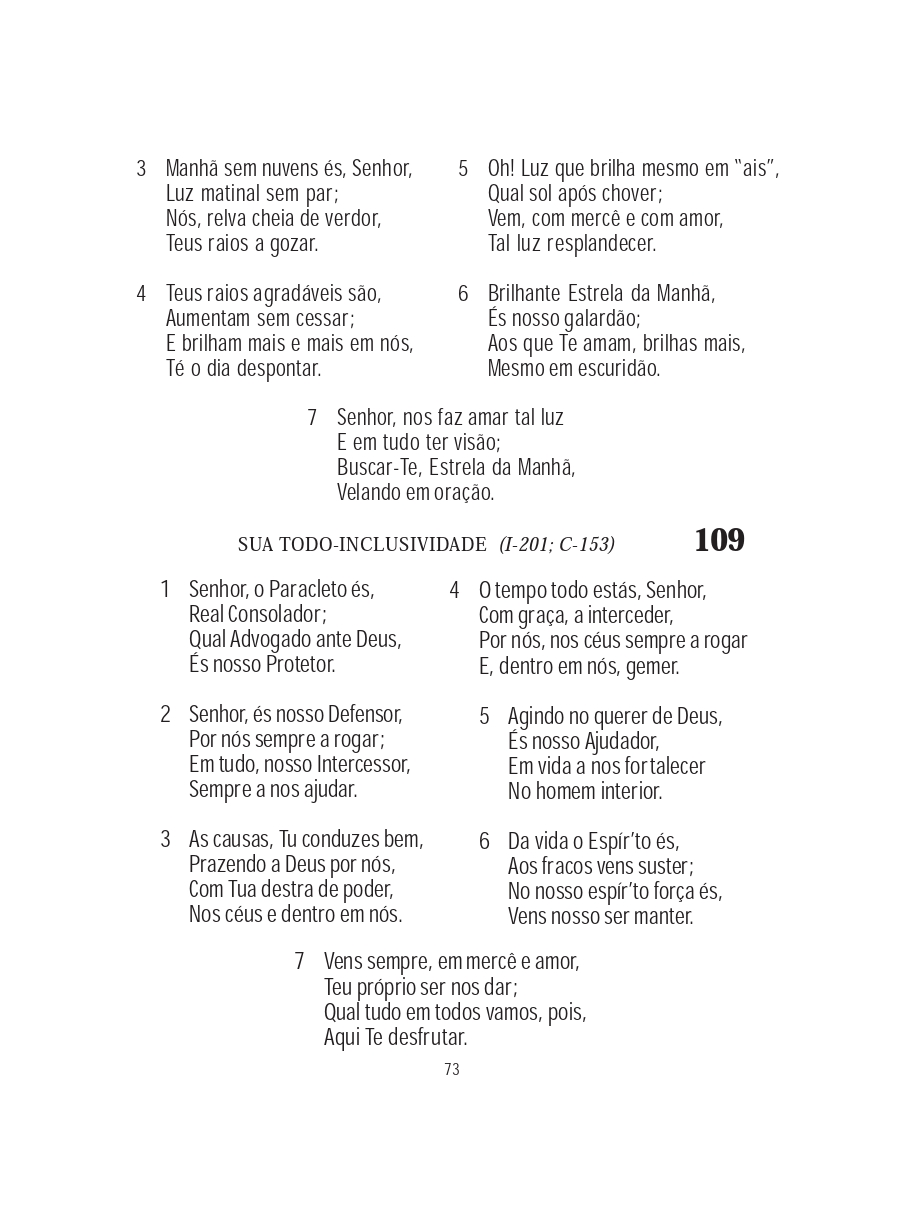 3 Manhã sem nuvens és, Senhor,
Luz matinal sem par;
Nós, relva cheia de verdor,
Teus raios a gozar.
4 Teus raios agradáveis são,
Aumentam sem cessar;
E brilham mais e mais em nós,
Té o dia despontar.
5 Oh! Luz que brilha mesmo em “ais”,
Qual sol após chover;
Vem, com mercê e com amor,
Tal luz resplandecer.
6 Brilhante Estrela da Manhã,
És nosso galardão;
Aos que Te amam, brilhas mais,
Mesmo em escuridão.
7 Senhor, nos faz amar tal luz
E em tudo ter visão;
Buscar-Te, Estrela da Manhã,
Velando em oração.
SUA TODO-INCLUSIVIDADE (I-201; C-153) 109
1 Senhor, o Paracleto és,
Real Consolador;
Qual Advogado ante Deus,
És nosso Protetor.
2 Senhor, és nosso Defensor,
Por nós sempre a rogar;
Em tudo, nosso Intercessor,
Sempre a nos ajudar.
3 As causas, Tu conduzes bem,
Prazendo a Deus por nós,
Com Tua destra de poder,
Nos céus e dentro em nós.
4 O tempo todo estás, Senhor,
Com graça, a interceder,
Por nós, nos céus sempre a rogar
E, dentro em nós, gemer.
5 Agindo no querer de Deus,
És nosso Ajudador,
Em vida a nos fortalecer
No homem interior.
6 Da vida o Espír’to és,
Aos fracos vens suster;
No nosso espír’to força és,
Vens nosso ser manter.
7 Vens sempre, em mercê e amor,
Teu próprio ser nos dar;
Qual tudo em todos vamos, pois,
Aqui Te desfrutar.
73